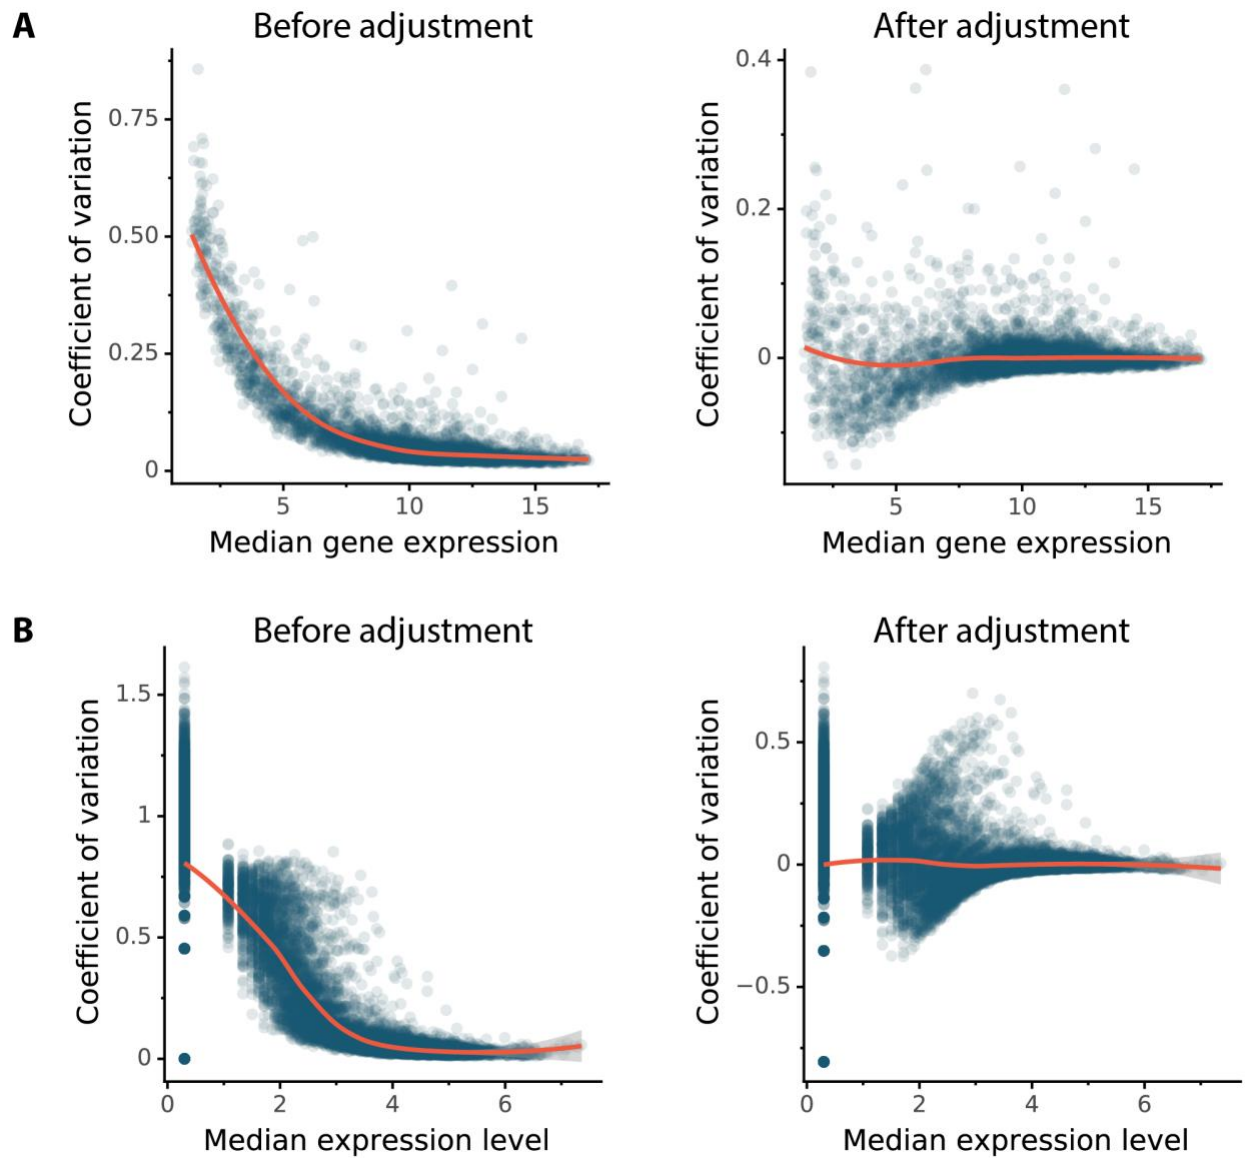 A
Before adjustment
After adjustment
Coefficient of variation
0.75
0.50
0.25
0
5
10
15
Median gene expression
Coefficient of variation
0.4
0.2
0
5
10
15
Median gene expression
B
Before adjustment
After adjustment
Coefficient of variation
1.5
1
0.5
0
0
2
4
6
Median expression level
Coefficient of variation
0.5
0
−0.5
0
2
4
6
Median expression level